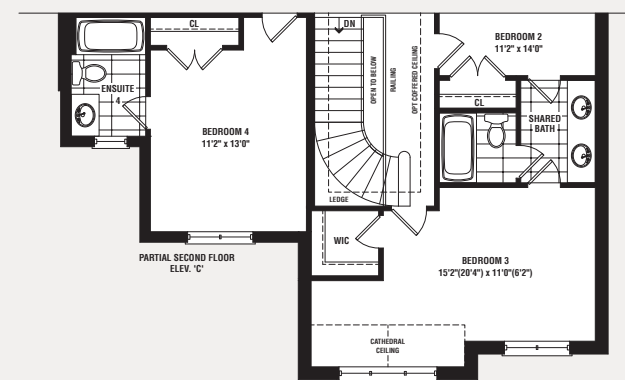 CL
DN
BEDROOM 2
11'2" x 14'0"
ENSUITE
4
OPEN TO BELOW
RAILING
OPT COFFERED CEILING
CL
BEDROOM 4
11'2" x 13'0"
SHARED
BATH
LEDGE
WIC
PARTIAL SECOND FLOOR
ELEV. 'C'
BEDROOM 3
15'2"(20'4") x 11'0"(6'2")
CATHEDRAL
CEILING